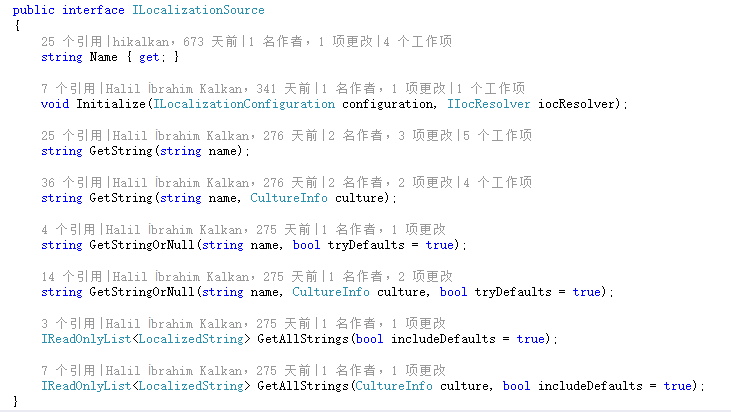 public interface ILocalizationSource
{
25 个引用|hikalkan，673 天前|1 名作者，1 项更改|4 个工作项
string Name { get; }
7 个引用|Halil İbrahim Kalkan，341 天前|1 名作者，1 项更改|1 个工作项
void Initialize(ILocalizationConfiguration configuration, IIocResolver iocResolver);
25 个引用|Halil İbrahim Kalkan，276 天前|2 名作者，3 项更改|5 个工作项
string GetString(string name);
36 个引用|Halil İbrahim Kalkan，276 天前|2 名作者，2 项更改|4 个工作项
string GetString(string name, CultureInfo culture);
4 个引用|Halil İbrahim Kalkan，275 天前|1 名作者，1 项更改
string GetStringOrNull(string name, bool tryDefaults = true);
14 个引用|Halil İbrahim Kalkan，275 天前|1 名作者，2 项更改
string GetStringOrNull(string name, CultureInfo culture, bool tryDefaults = true);
3 个引用|Halil İbrahim Kalkan，275 天前|1 名作者，1 项更改
IReadOnlyList<LocalizedString> GetAllStrings(bool includeDefaults = true);
7 个引用|Halil İbrahim Kalkan，275 天前|1 名作者，1 项更改
IReadOnlyList<LocalizedString> GetAllStrings(CultureInfo culture, bool includeDefaults = true);
}